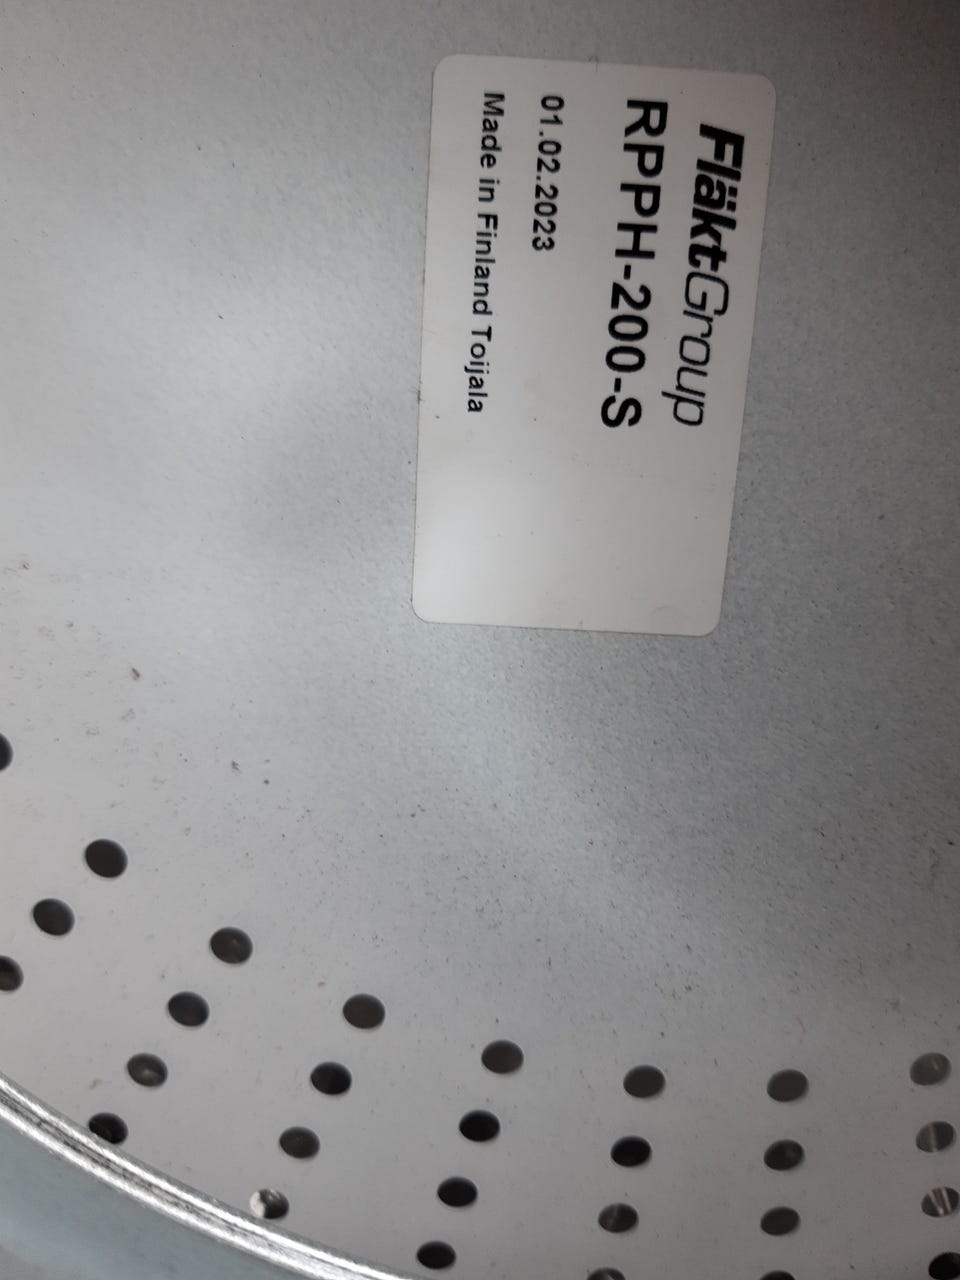 FläktGroup
RPPH-200-S
01.02.2023
Made in Finland Toijala